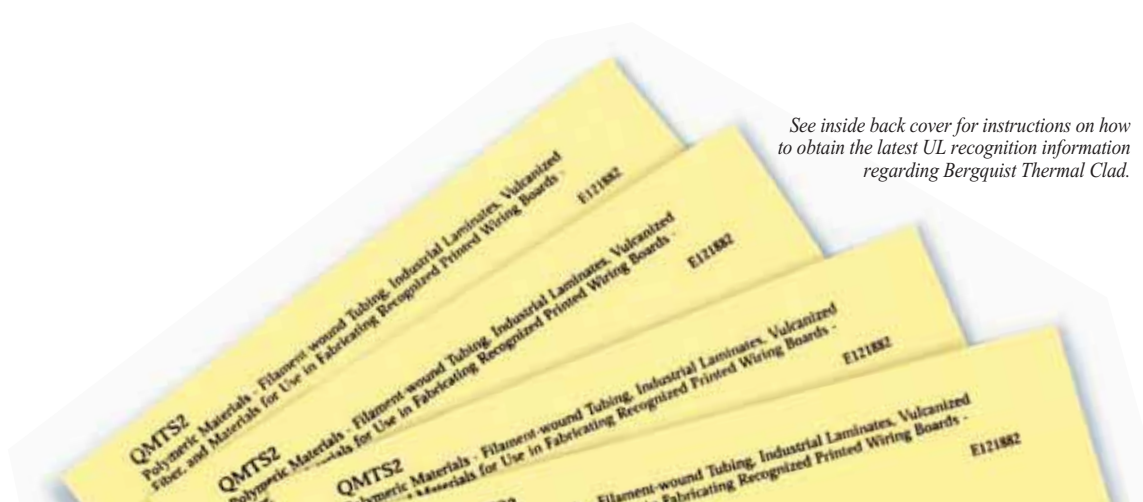 See inside back cover for instructions on how
to obtain the latest UL recognition information
regarding Bergquist Thermal Clad.
QMTS2
Polymeric Materials - Filament-wound Tubing, Industrial Laminates, Vulcanized
Fiber, and Materials for Use in Fabricating Recognized Printed Wiring Boards -
E121882
QMTS2
Polymeric Materials - Filament-wound Tubing, Industrial Laminates, Vulcanized
for Use in Fabricating Recognized Printed Wiring Boards -
E121882
QMTS2
Materials - Filament-wound Tubing, Industrial Laminates, Vulcanized
Materials for Use in Fabricating Recognized Printed Wiring Boards -
E121882
Filament-wound Tubing, Industrial Laminates, Vulcanized
in Fabricating Recognized Printed Wiring Boards -
E121882